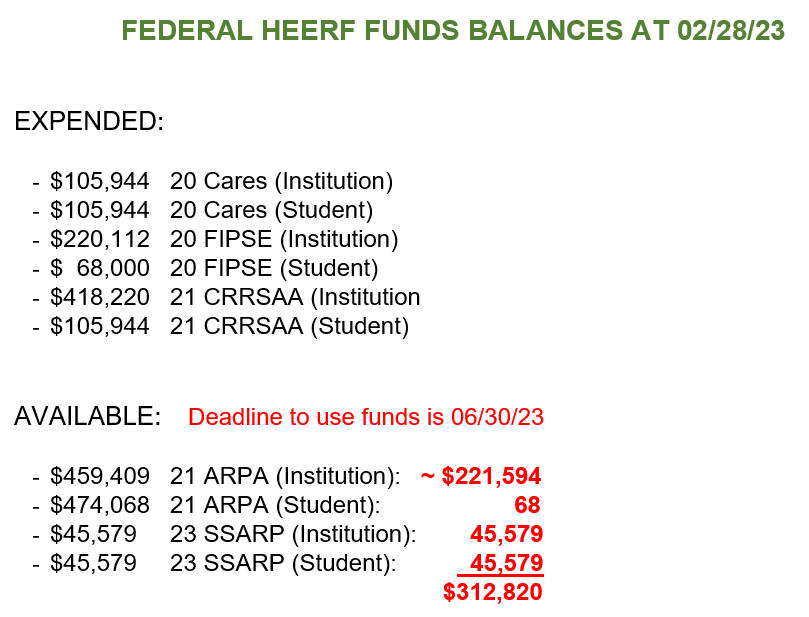 FEDERAL HEERF FUNDS BALANCES AT 02/28/23
EXPENDED:
- $105,944 20 Cares (Institution)
- $105,944 20 Cares (Student)
- $220,112 20 FIPSE (Institution)
- $ 68,000 20 FIPSE (Student)
- $418,220 21 CRRSAA (Institution
- $105,944 21 CRRSAA (Student)
AVAILABLE: Deadline to use funds is 06/30/23
- $459,409 21 ARPA (Institution): ~ $221,594
- $474,068 21 ARPA (Student): 68
- $45,579 23 SSARP (Institution): 45,579
- $45,579 23 SSARP (Student): 45,579
$312,820